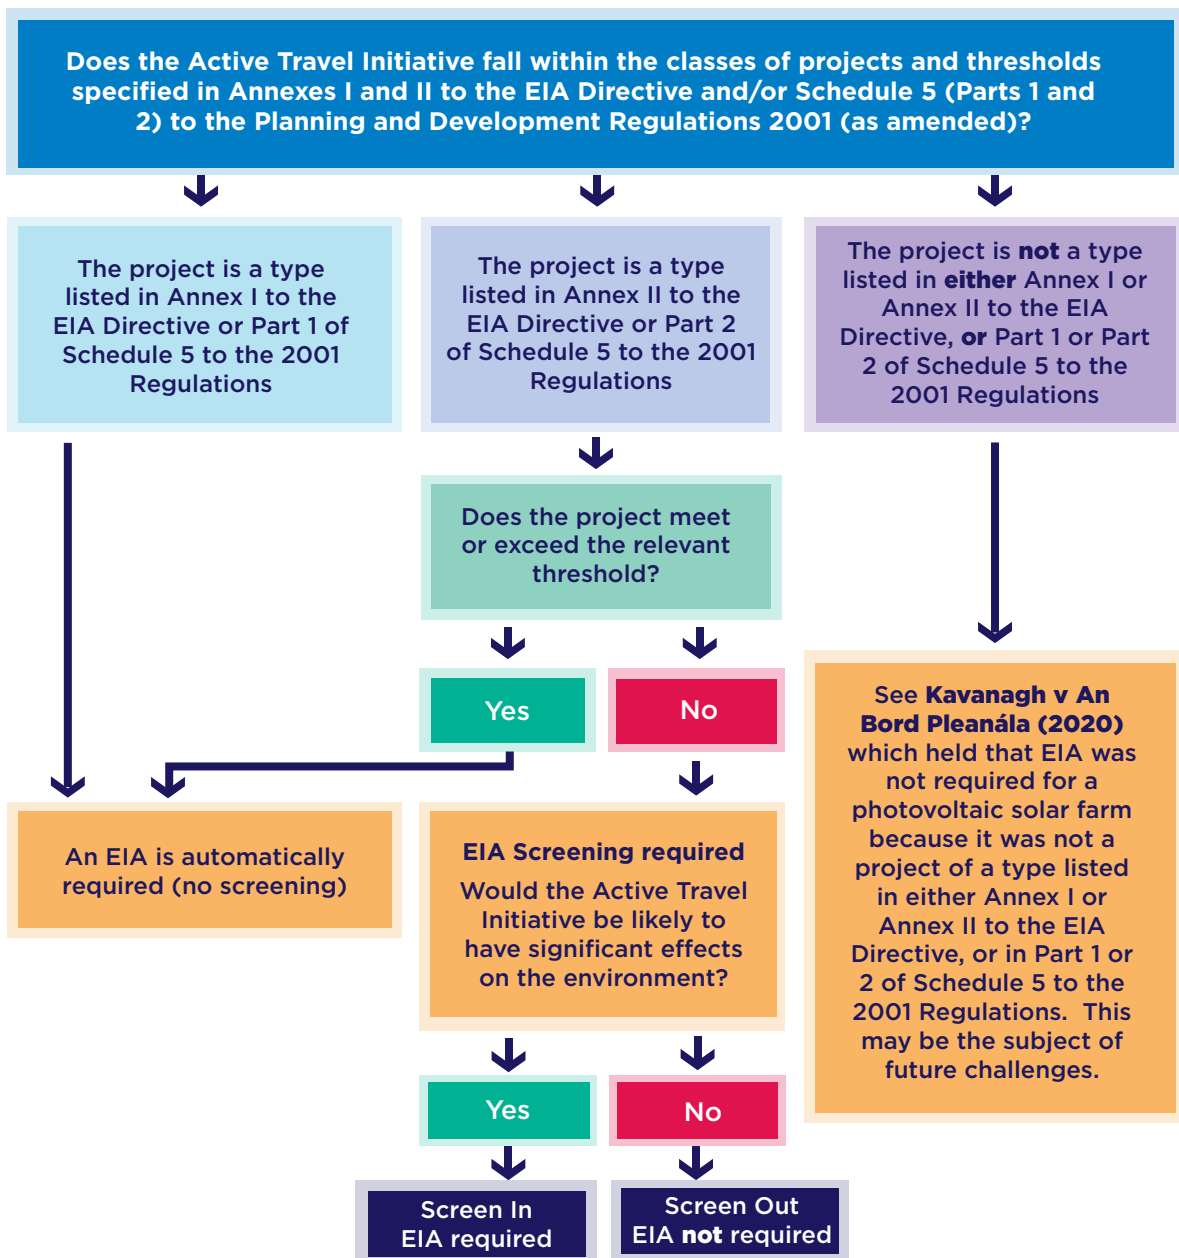 Does the Active Travel Initiative fall within the classes of projects and thresholds
specified in Annexes I and II to the EIA Directive and/or Schedule 5 (Parts 1 and
2) to the Planning and Development Regulations 2001 (as amended)?
The project is a type
listed in Annex I to the
EIA Directive or Part 1 of
Schedule 5 to the 2001
Regulations
The project is a type
listed in Annex II to the
EIA Directive or Part 2
of Schedule 5 to the 2001
Regulations
The project is not a type
listed in either Annex I or
Annex II to the EIA
Directive, or Part 1 or Part
2 of Schedule 5 to the
2001 Regulations
Does the project meet
or exceed the relevant
threshold?
Yes
No
An EIA is automatically
required (no screening)
EIA Screening required
Would the Active Travel
Initiative be likely to
have significant effects
on the environment?
See Kavanagh v An
Bord Pleanála (2020)
which held that EIA was
not required for a
photovoltaic solar farm
because it was not a
project of a type listed
in either Annex I or
Annex II to the EIA
Directive, or in Part 1 or
2 of Schedule 5 to the
2001 Regulations.  This
may be the subject of
future challenges.
Yes
No
Screen In
EIA required
Screen Out
EIA not required